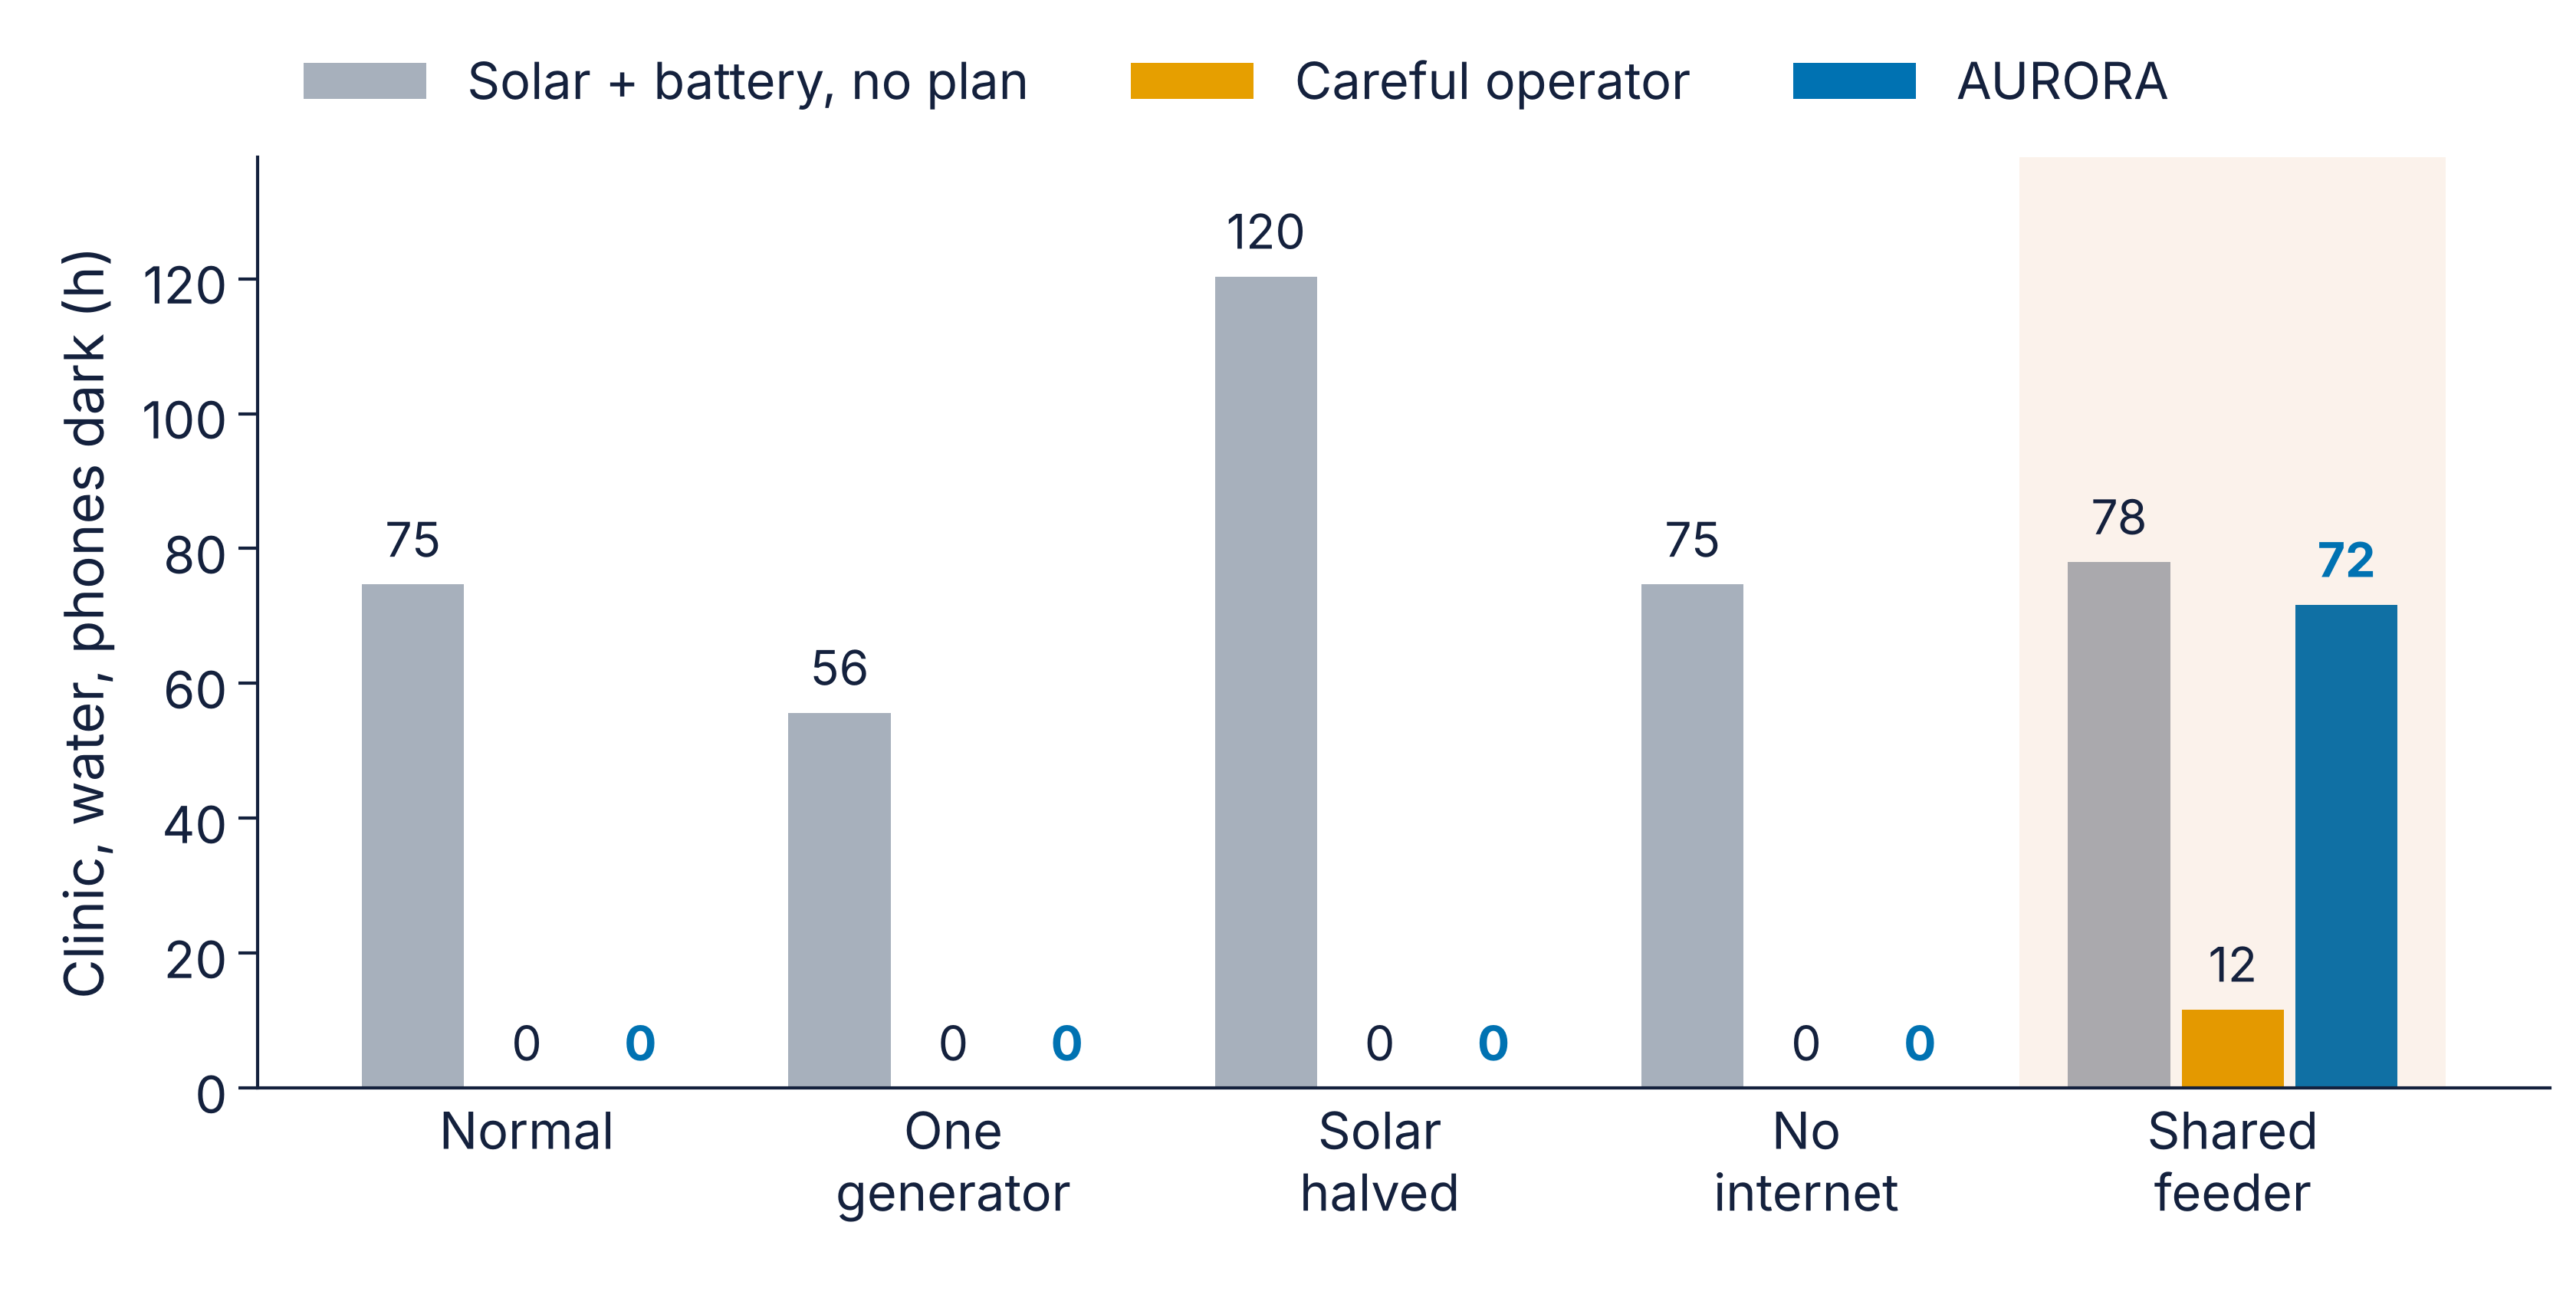 Solar + battery, no plan
Careful operator
AURORA
Clinic, water, phones dark (h)
120
100
80
60
40
20
0
75
0
0
56
0
0
120
0
0
75
0
0
78
12
72
Normal
One
generator
Solar
halved
No
internet
Shared
feeder